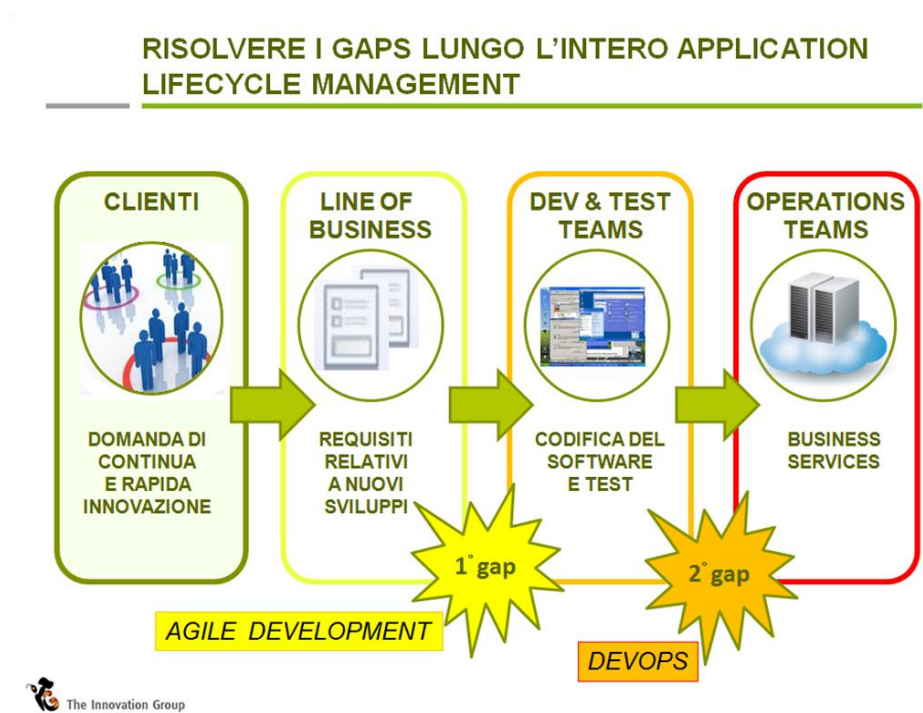 RISOLVERE I GAPS LUNGO L'INTERO APPLICATION
LIFECYCLE MANAGEMENT
CLIENTI
DOMANDA DI
CONTINUA
E RAPIDA
INNOVAZIONE
LINE OF
BUSINESS
REQUISITI
RELATIVI
A NUOVI
SVILUPPI
DEV & TEST
TEAMS
CODIFICA DEL
SOFTWARE
E TEST
OPERATIONS
TEAMS
BUSINESS
SERVICES
1° gap
2° gap
AGILE DEVELOPMENT
DEVOPS
The Innovation Group